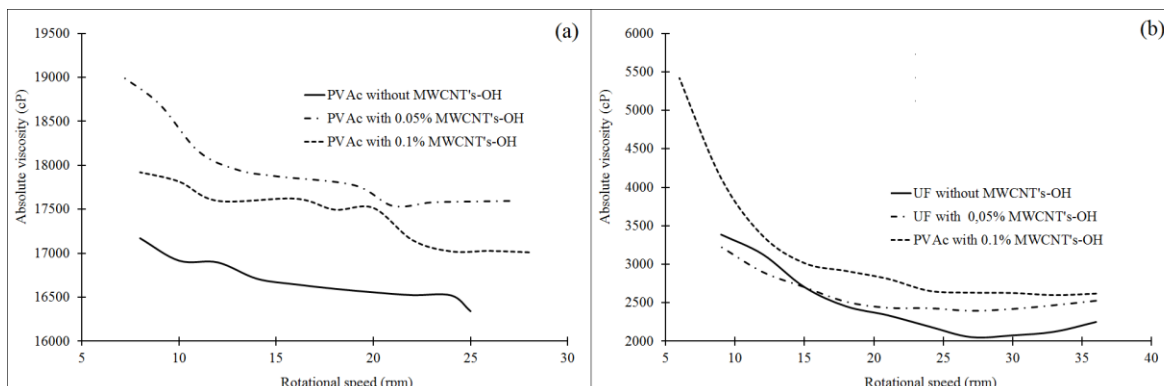 (a)
19500
19000
18500
18000
17500
17000
16500
16000
Absolute viscosity (cP)
PVAc without MWCNT's-OH
PVAc with 0.05% MWCNT's-OH
PVAc with 0.1% MWCNT's-OH
5 10 15 20 25 30
Rotational speed (rpm)
(b)
6000
5500
5000
4500
4000
3500
3000
2500
2000
Absolute viscosity (cP)
UF without MWCNT's-OH
UF with 0,05% MWCNT's-OH
PVAc with 0.1% MWCNT's-OH
5 10 15 20 25 30 35 40
Rotational speed (rpm)